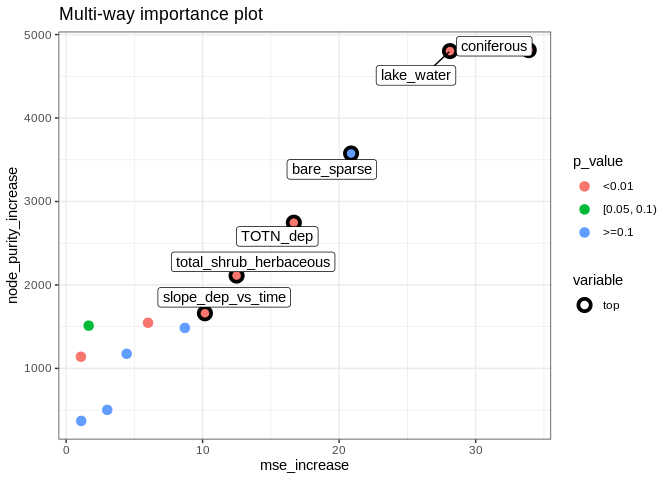 Multi-way importance plot
5000
4000
3000
2000
1000
node_purity_increase
coniferous
lake_water
bare_sparse
TOTN_dep
total_shrub_herbaceous
slope_dep_vs_time
0
10
20
30
mse_increase
p_value
<0.01
[0.05, 0.1)
>=0.1
variable
top